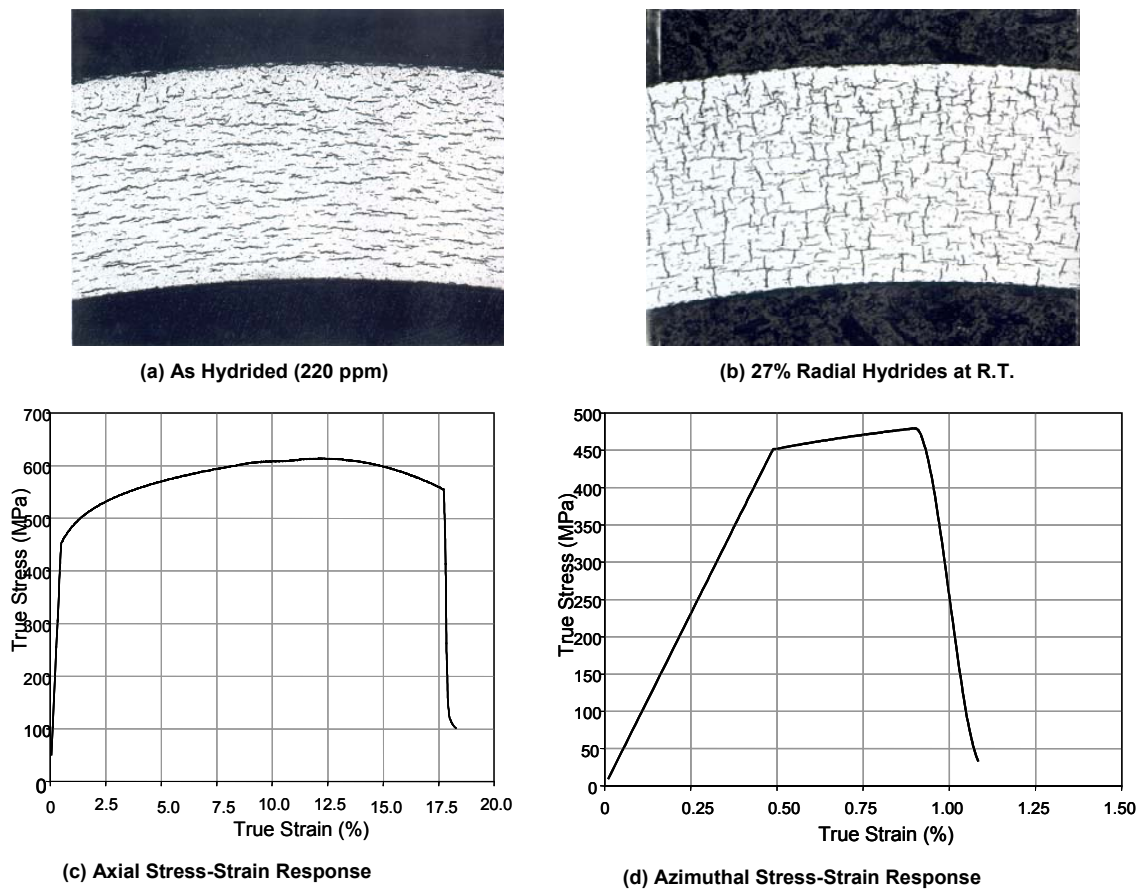 (a) As Hydrided (220 ppm)
(b) 27% Radial Hydrides at R.T.
700
600
500
400
300
200
100
0
True Stress (MPa)
0 2.5 5.0 7.5 10.0 12.5 15.0 17.5 20.0
True Strain (%)
(c) Axial Stress-Strain Response
500
450
400
350
300
250
200
150
100
50
0
True Stress (MPa)
0 0.25 0.50 0.75 1.00 1.25 1.50
True Strain (%)
(d) Azimuthal Stress-Strain Response